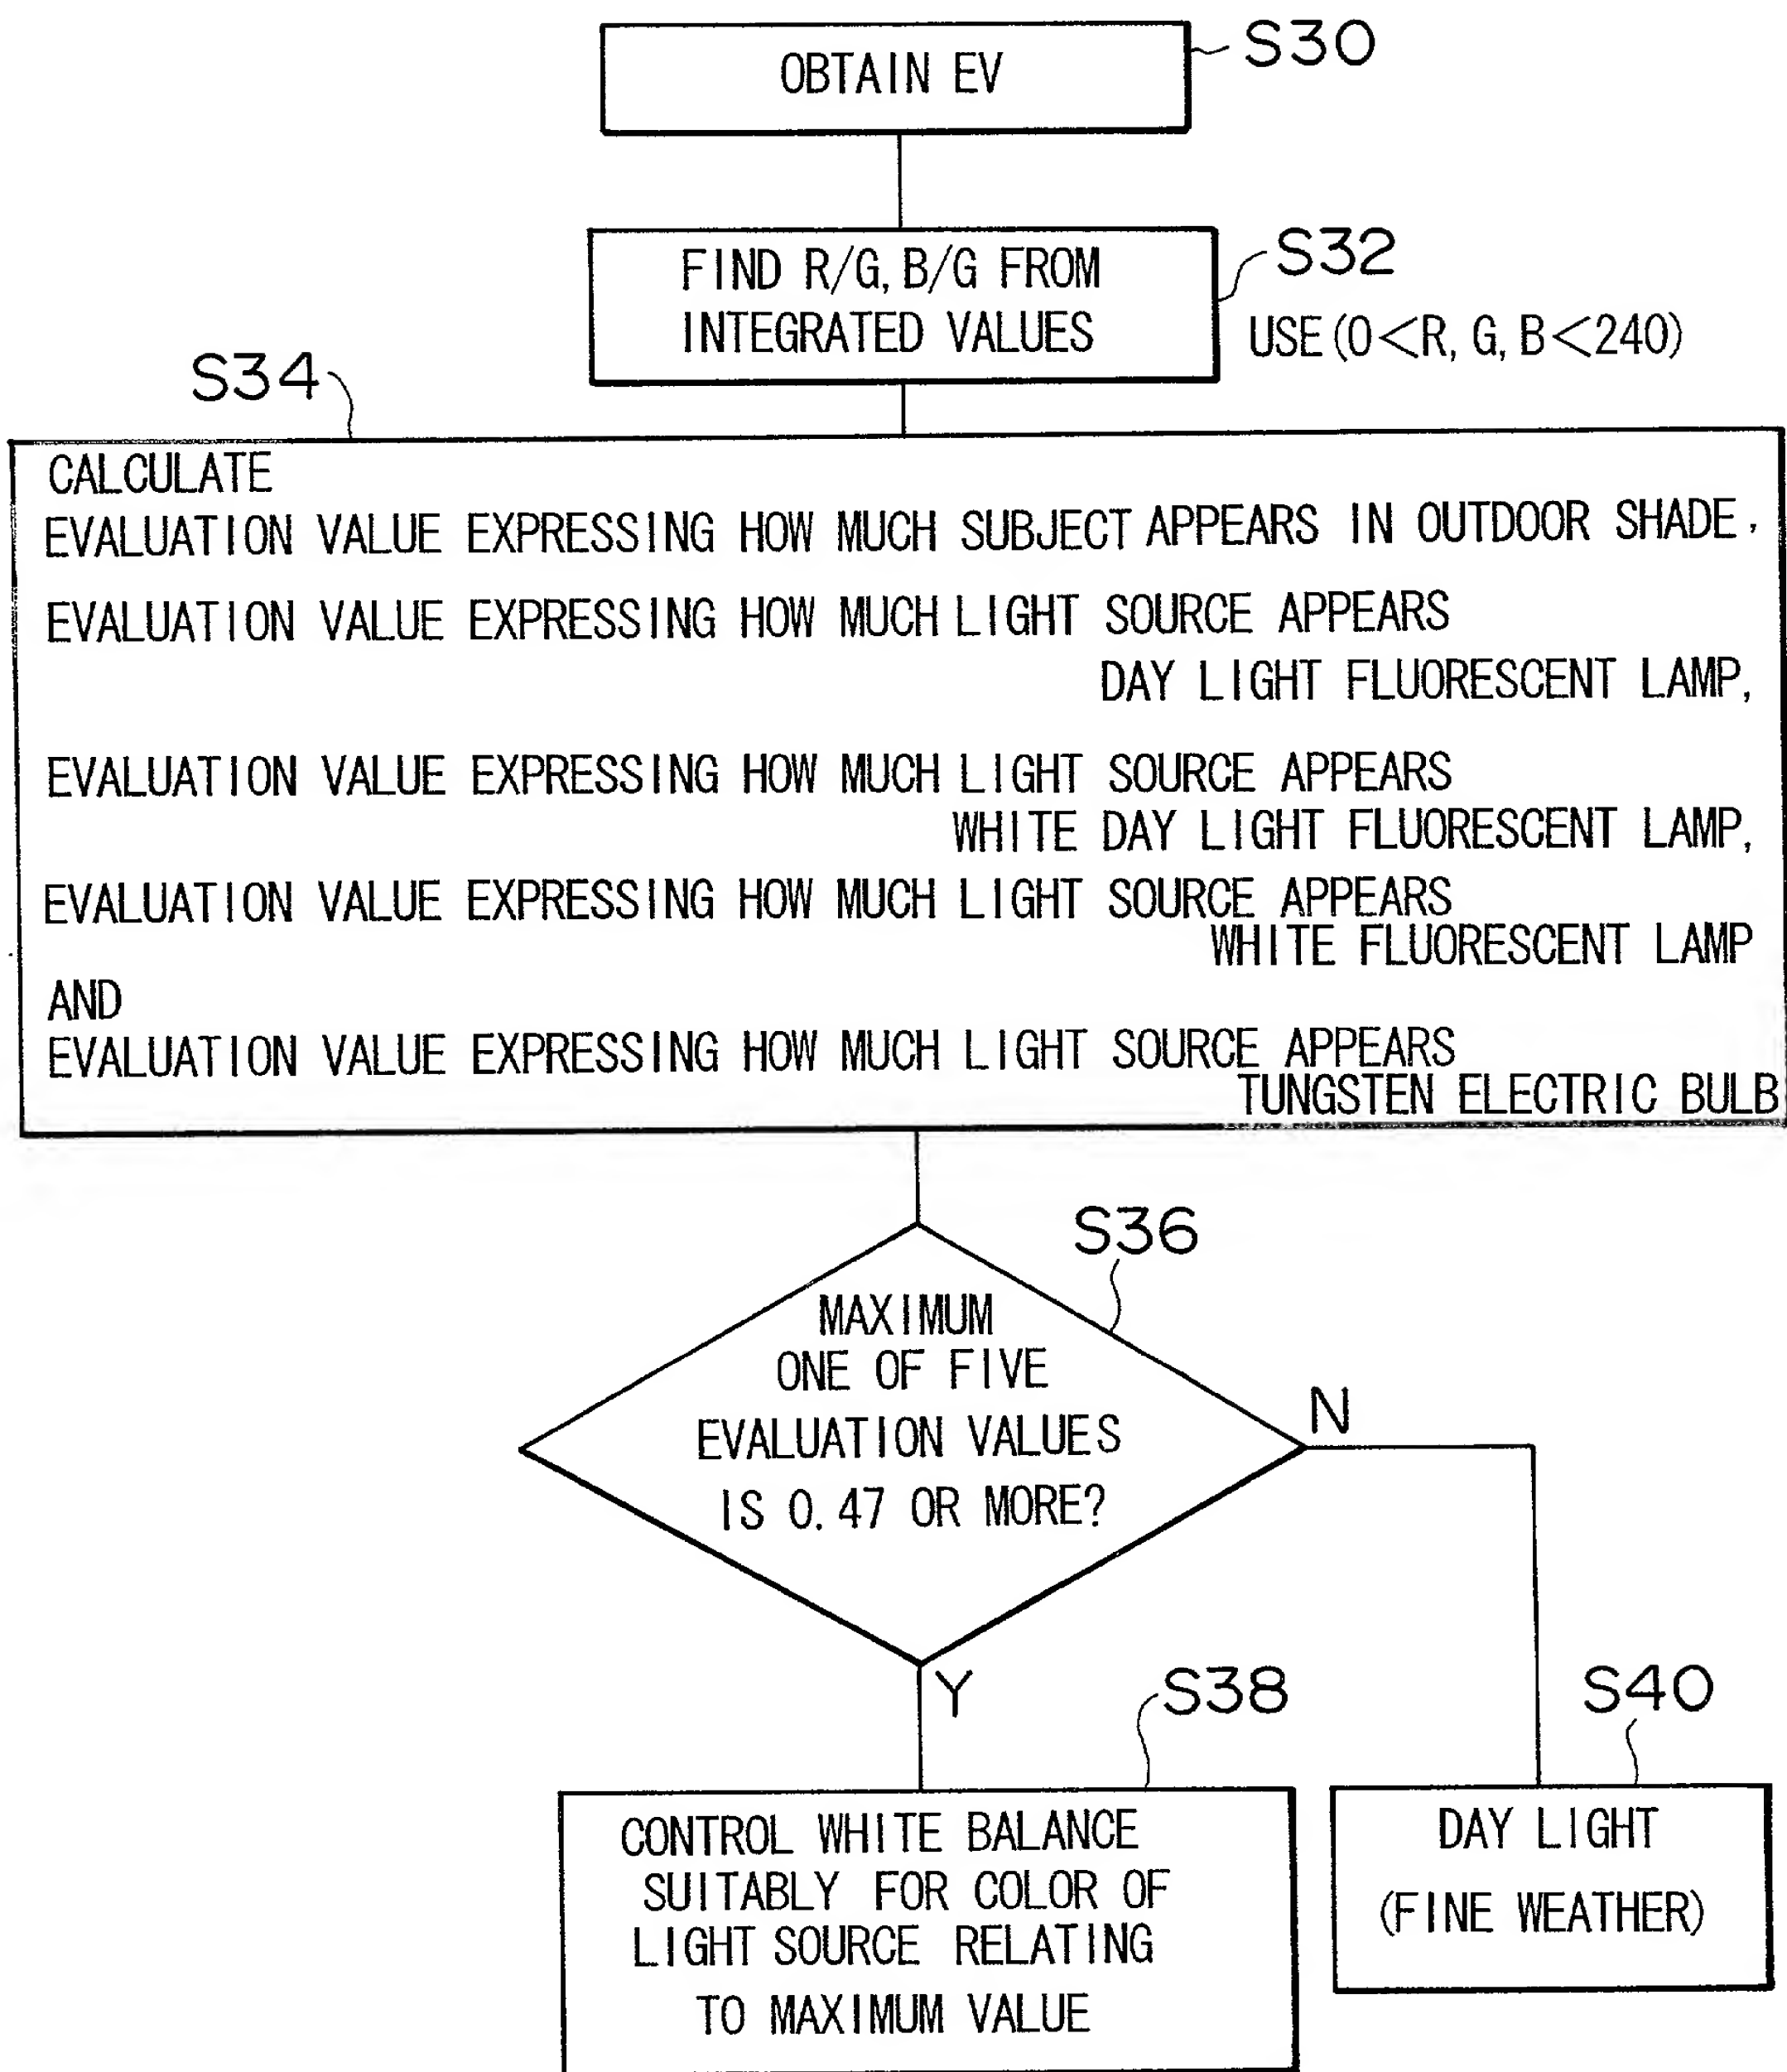 OBTAIN EV
S30
FIND R/G, B/G FROM
INTEGRATED VALUES
S32
USE (0<R, G, B<240)
S34
CALCULATE
EVALUATION VALUE EXPRESSING HOW MUCH SUBJECT APPEARS IN OUTDOOR SHADE,
EVALUATION VALUE EXPRESSING HOW MUCH LIGHT SOURCE APPEARS
DAY LIGHT FLUORESCENT LAMP,
EVALUATION VALUE EXPRESSING HOW MUCH LIGHT SOURCE APPEARS
WHITE DAY LIGHT FLUORESCENT LAMP,
EVALUATION VALUE EXPRESSING HOW MUCH LIGHT SOURCE APPEARS
WHITE FLUORESCENT LAMP
AND
EVALUATION VALUE EXPRESSING HOW MUCH LIGHT SOURCE APPEARS
TUNGSTEN ELECTRIC BULB
S36
MAXIMUM
ONE OF FIVE
EVALUATION VALUES
IS 0.47 OR MORE?
N
Y
S38
CONTROL WHITE BALANCE
SUITABLY FOR COLOR OF
LIGHT SOURCE RELATING
TO MAXIMUM VALUE
S40
DAY LIGHT
(FINE WEATHER)